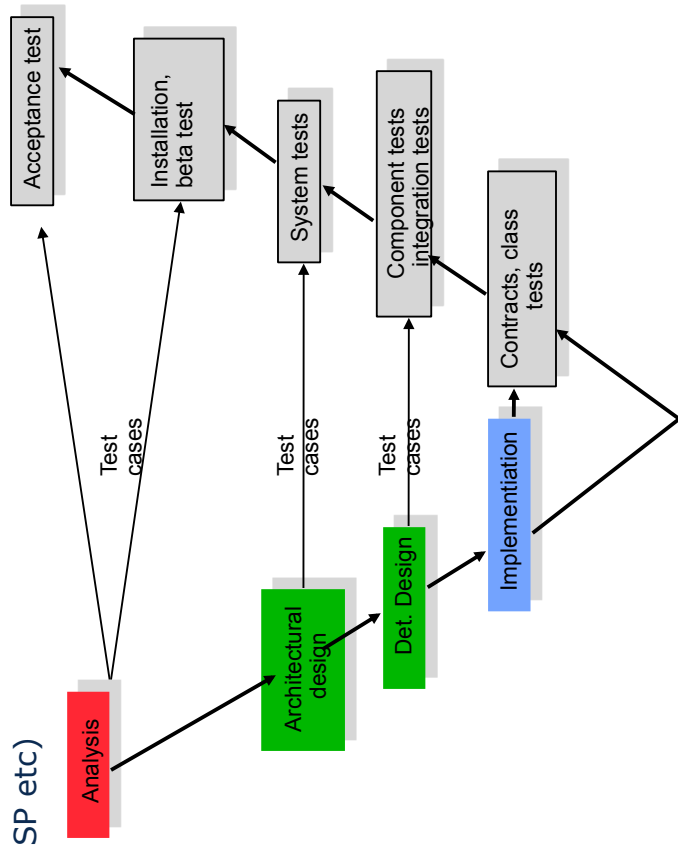 SP etc)
Analysis
Test
cases
Acceptance test
Installation,
beta test
Architectural
design
Test
cases
System tests
Det. Design
Test
cases
Component tests
integration tests
Implementiation
Contracts, class
tests